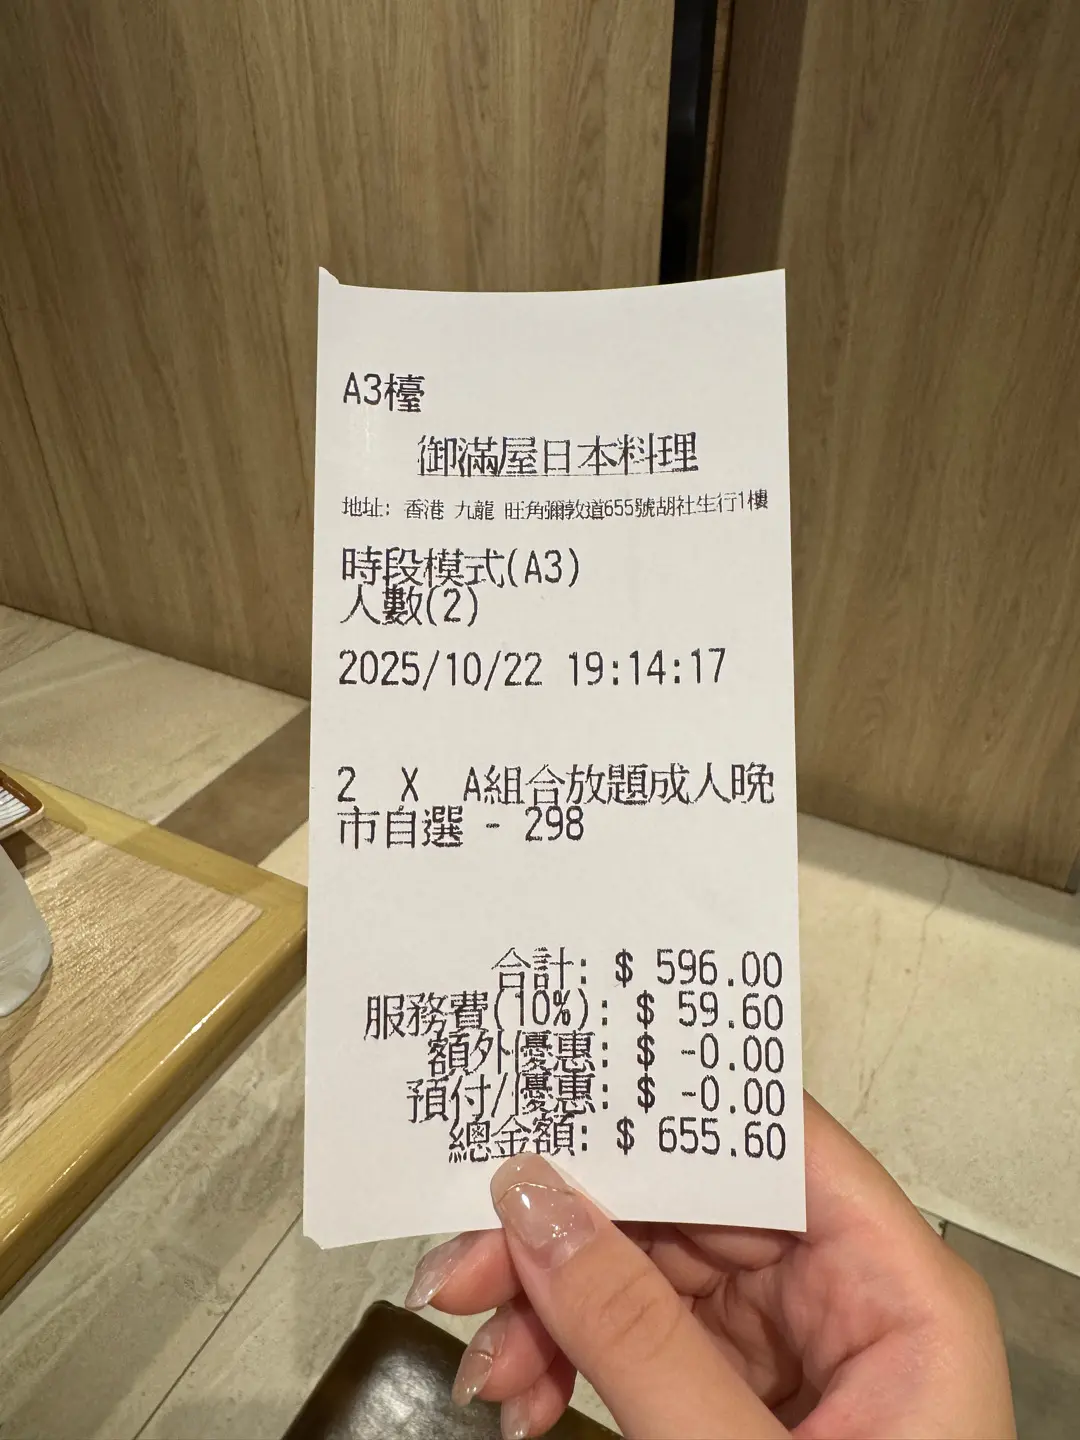 A3檯
御滿屋日本料理
地址: 香港 九龍 旺角彌敦道655號胡社生行1樓
時段模式(A3)
人數(2)
2025/10/22 19:14:17
2 X A組合放題成人晚
市自選 - 298
合計: $ 596.00
服務費(10%): $ 59.60
額外優惠: $ -0.00
預付/優惠: $ -0.00
總金額: $ 655.60